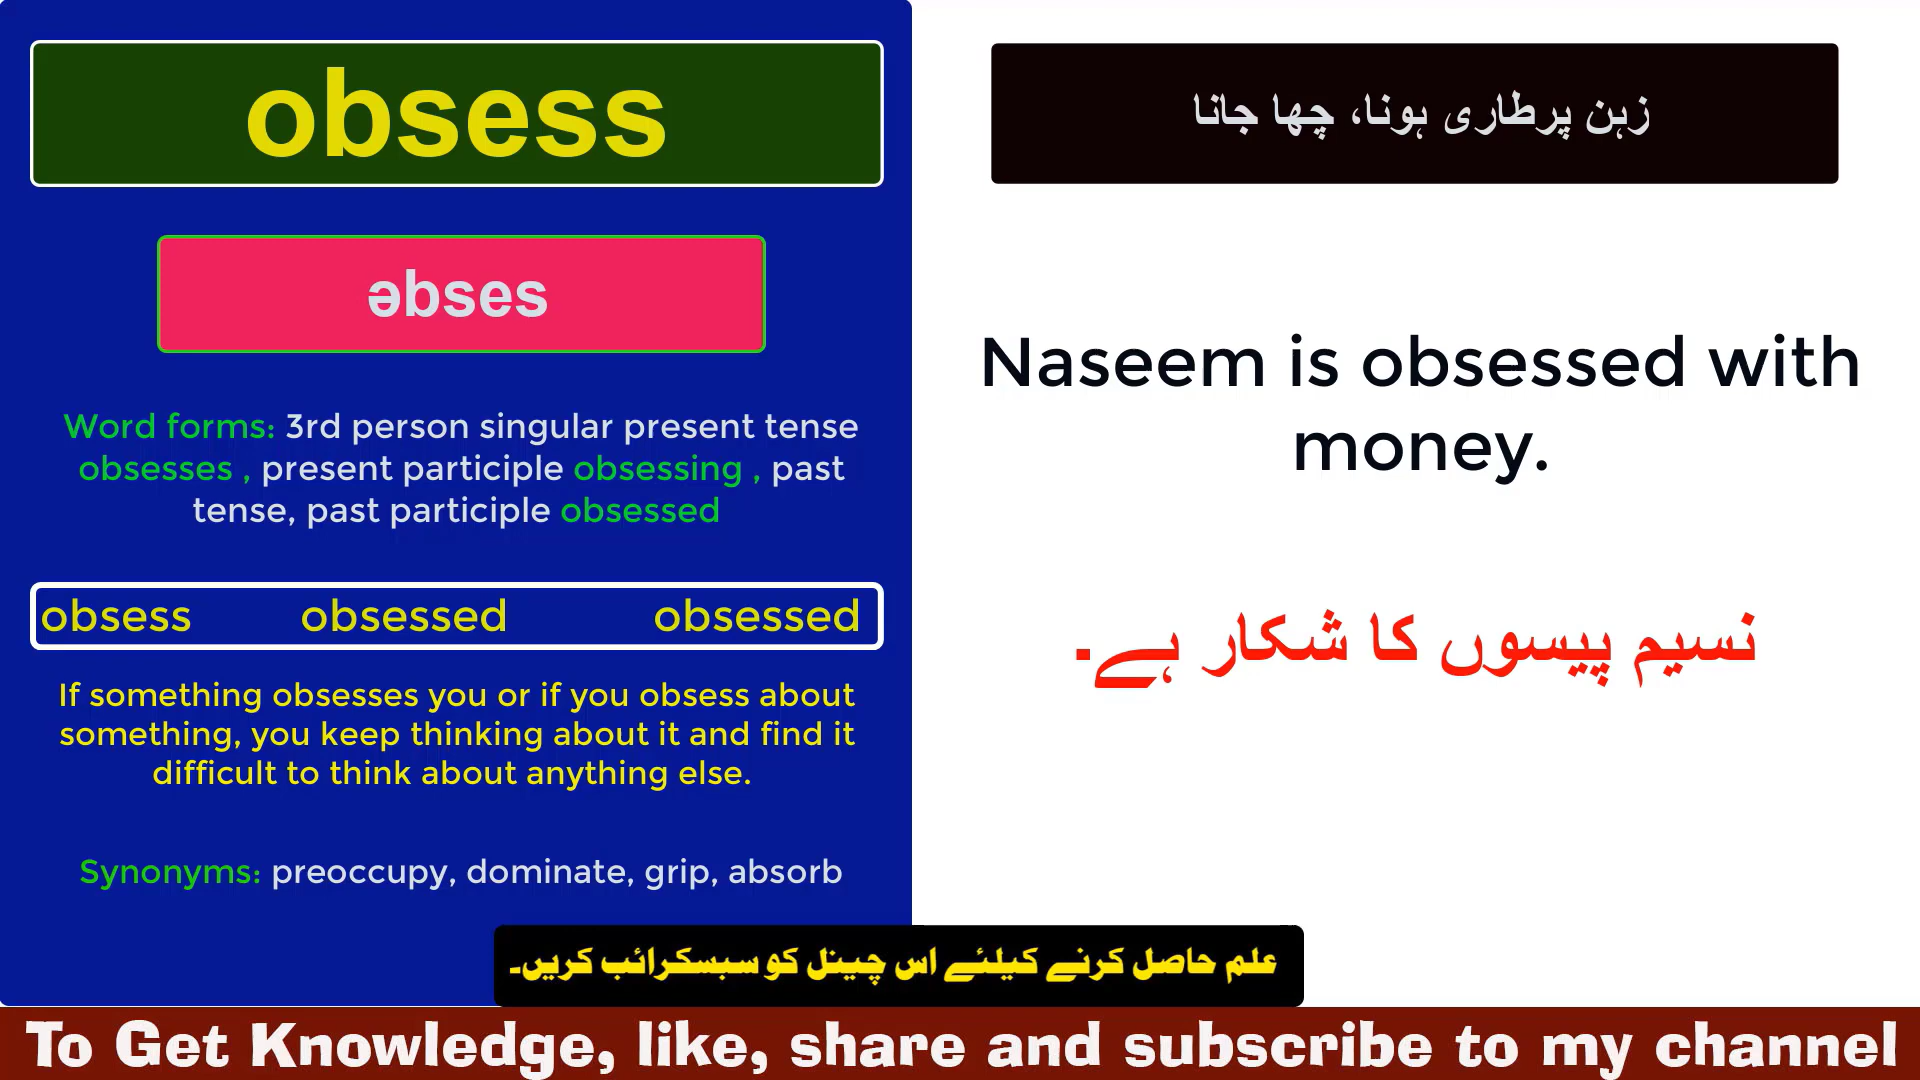 obsess
əbses
Word forms: 3rd person singular present tense
obsesses , present participle obsessing , past
tense, past participle obsessed
obsess obsessed obsessed
If something obsesses you or if you obsess about
something, you keep thinking about it and find it
difficult to think about anything else.
Synonyms: preoccupy, dominate, grip, absorb
زہن پرطاری ہونا، چھا جانا
Naseem is obsessed with
money.
نسیم پیسوں کا شکار ہے۔
علم حاصل کرنے کیلئے اس چینل کو سبسکرائب کریں۔
To Get Knowledge, like, share and subscribe to my channel